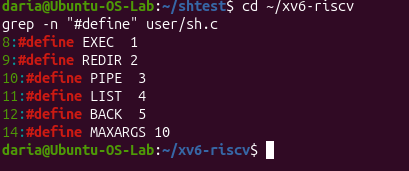 daria@Ubuntu-OS-Lab:~/shtest$ cd ~/xv6-riscv
grep -n "#define" user/sh.c
8:#define EXEC  1
9:#define REDIR 2
10:#define PIPE  3
11:#define LIST  4
12:#define BACK  5
14:#define MAXARGS 10
daria@Ubuntu-OS-Lab:~/xv6-riscv$